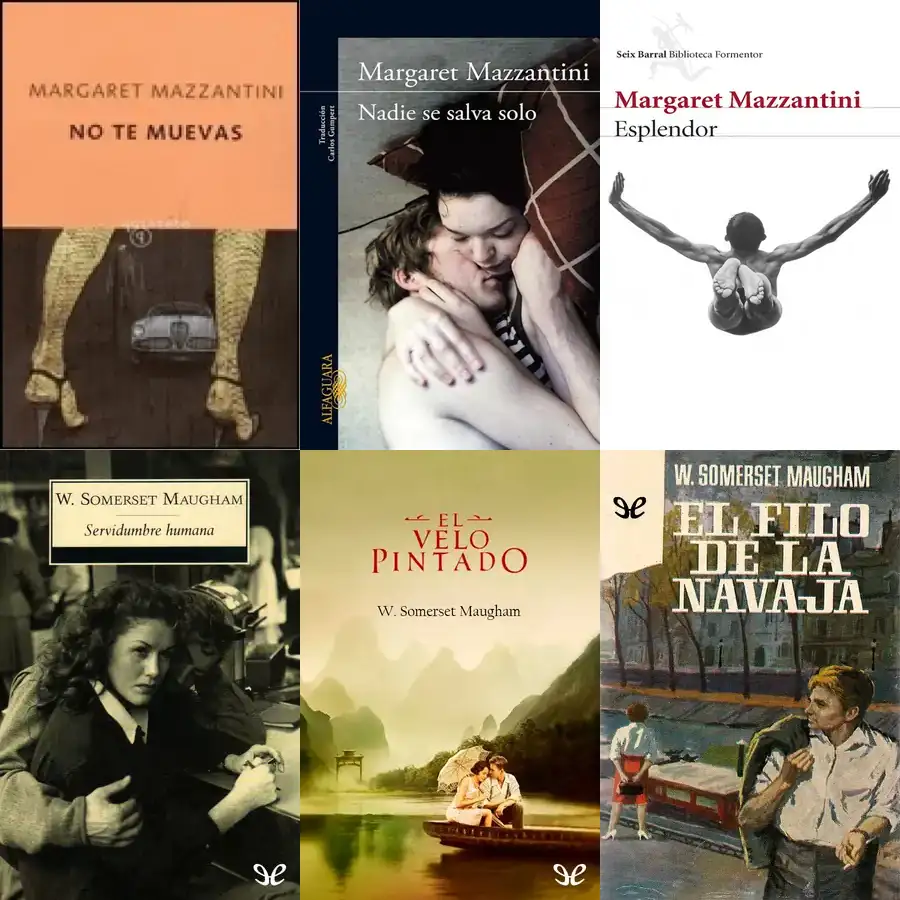 MARGARET MAZZANTINI
NO TE MUEVAS
Margaret Mazzantini
Nadie se salva solo
Traducción
Carlos Gumpert
ALFAGUARA
Seix Barral Biblioteca Formentor
Margaret Mazzantini
Esplendor
W. SOMERSET MAUGHAM
Servidumbre humana
EL
VELO
PINTADO
W. Somerset Maugham
W. SOMERSET MAUGHAM
EL FILO
DE LA
NAVAJA